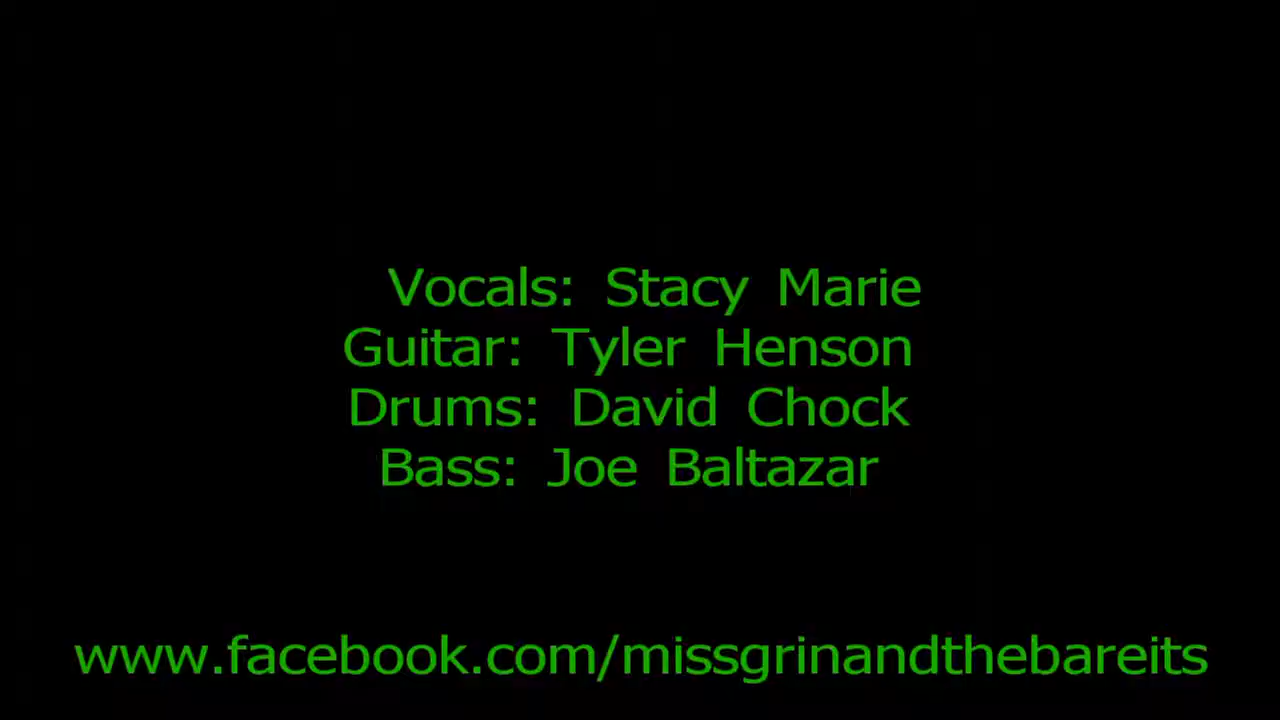 Vocals: Stacy Marie
Guitar: Tyler Henson
Drums: David Chock
Bass: Joe Baltazar
www.facebook.com/missgrinandthebareits